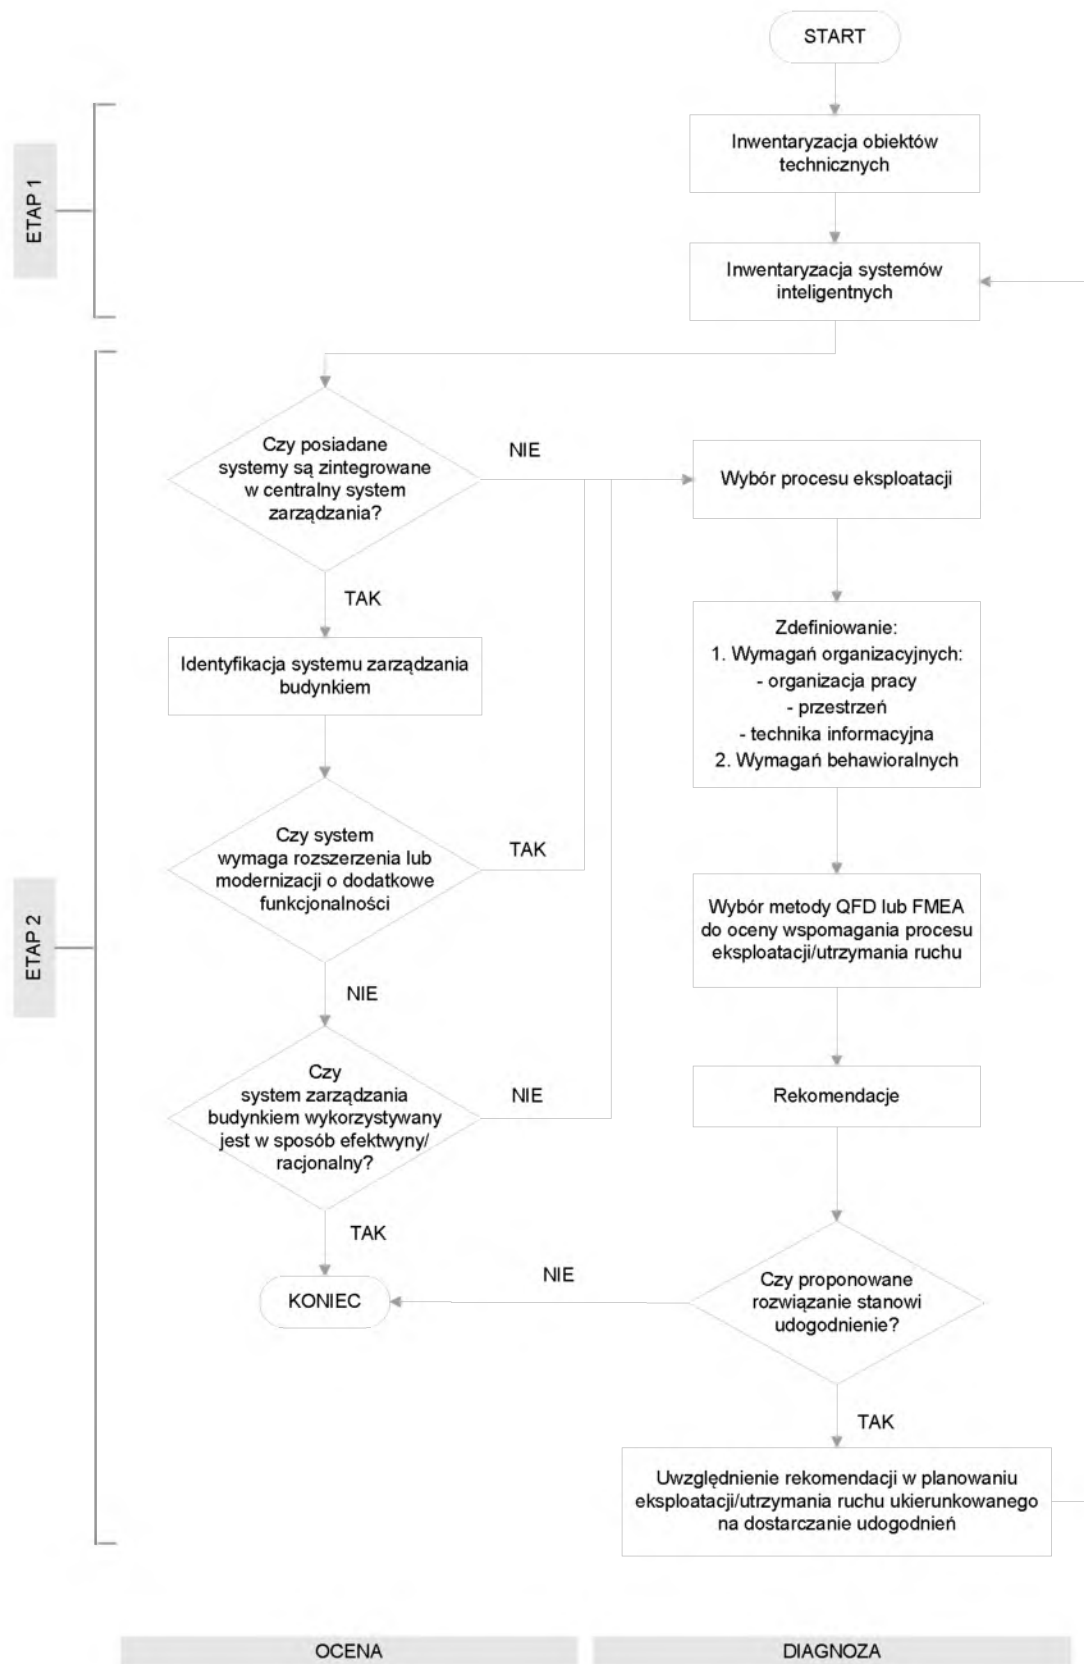 START
ETAP 1
Inwentaryzacja obiektów
technicznych
Inwentaryzacja systemów
inteligentnych
ETAP 2
Czy posiadane
systemy są zintegrowane
w centralny system
zarządzania?
NIE
TAK
Identyfikacja systemu zarządzania
budynkiem
Czy system
wymaga rozszerzenia lub
modernizacji o dodatkowe
funkcjonalności
TAK
NIE
Czy
system zarządzania
budynkiem wykorzystywany
jest w sposób efektwyny/
racjonalny?
NIE
TAK
KONIEC
Wybór procesu eksploatacji
Zdefiniowanie:
1. Wymagań organizacyjnych:
- organizacja pracy
- przestrzeń
- technika informacyjna
2. Wymagań behawioralnych
Wybór metody QFD lub FMEA
do oceny wspomagania procesu
eksploatacji/utrzymania ruchu
Rekomendacje
Czy proponowane
rozwiązanie stanowi
udogodnienie?
NIE
TAK
Uwzględnienie rekomendacji w planowaniu
eksploatacji/utrzymania ruchu ukierunkowanego
na dostarczanie udogodnień
OCENA
DIAGNOZA